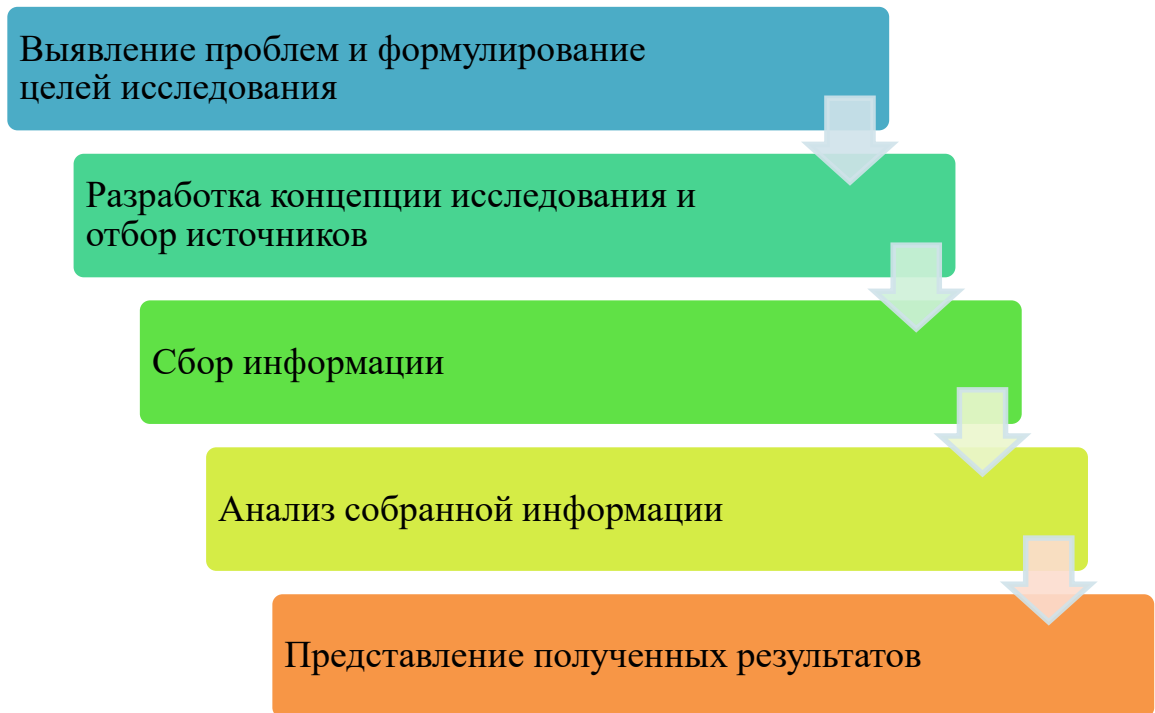 Выявление проблем и формулирование
целей исследования
Разработка концепции исследования и
отбор источников
Сбор информации
Анализ собранной информации
Представление полученных результатов